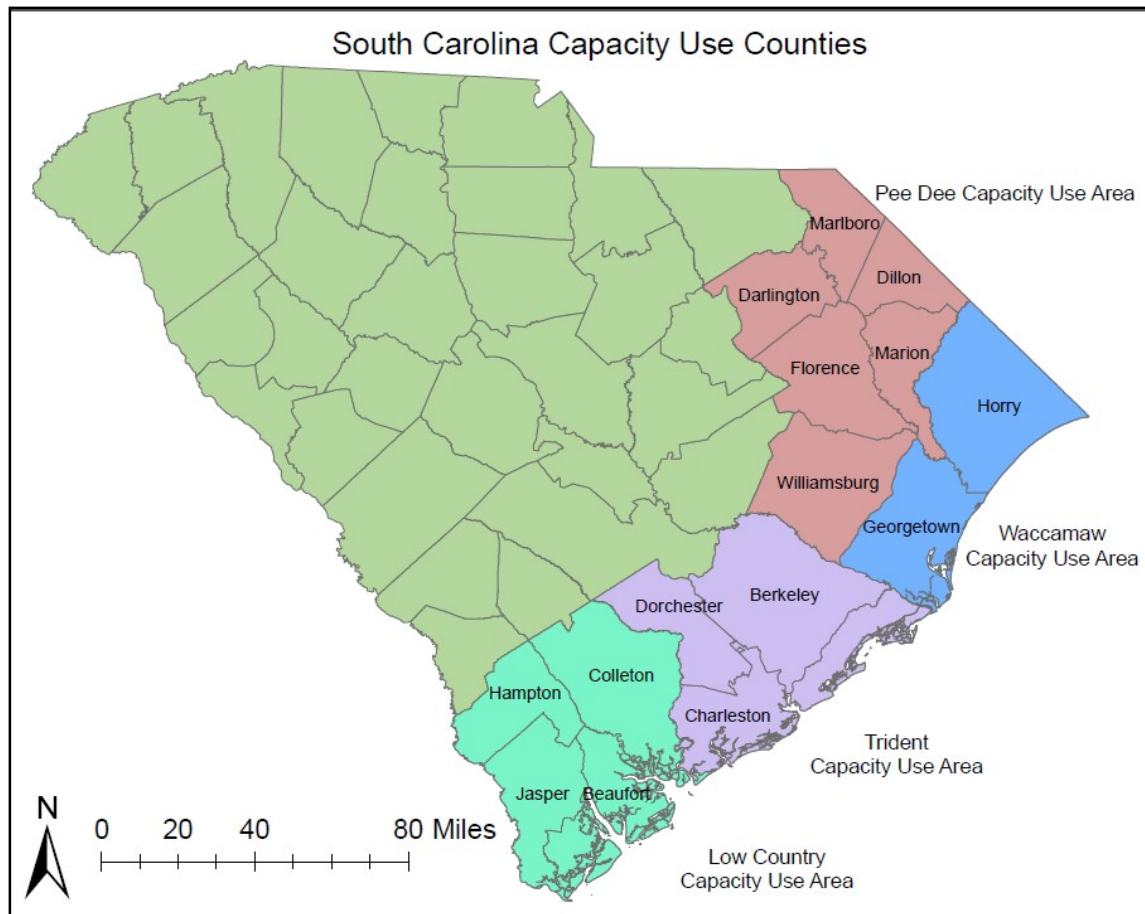 South Carolina Capacity Use Counties
Pee Dee Capacity Use Area
Marlboro
Dillon
Darlington
Marion
Florence
Horry
Williamsburg
Georgetown
Waccamaw
Capacity Use Area
Berkeley
Dorchester
Colleton
Hampton
Charleston
Trident
Capacity Use Area
Jasper
Beaufort
Low Country
Capacity Use Area
N
0 20 40 80 Miles